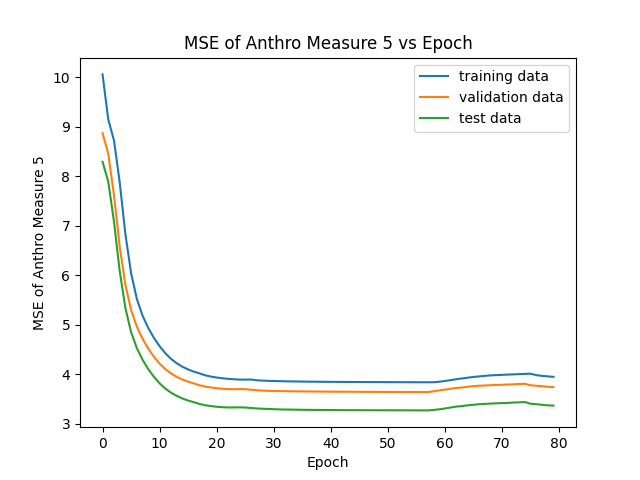 MSE of Anthro Measure 5 vs Epoch
training data
validation data
test data
MSE of Anthro Measure 5
10
9
8
7
6
5
4
3
0 10 20 30 40 50 60 70 80
Epoch